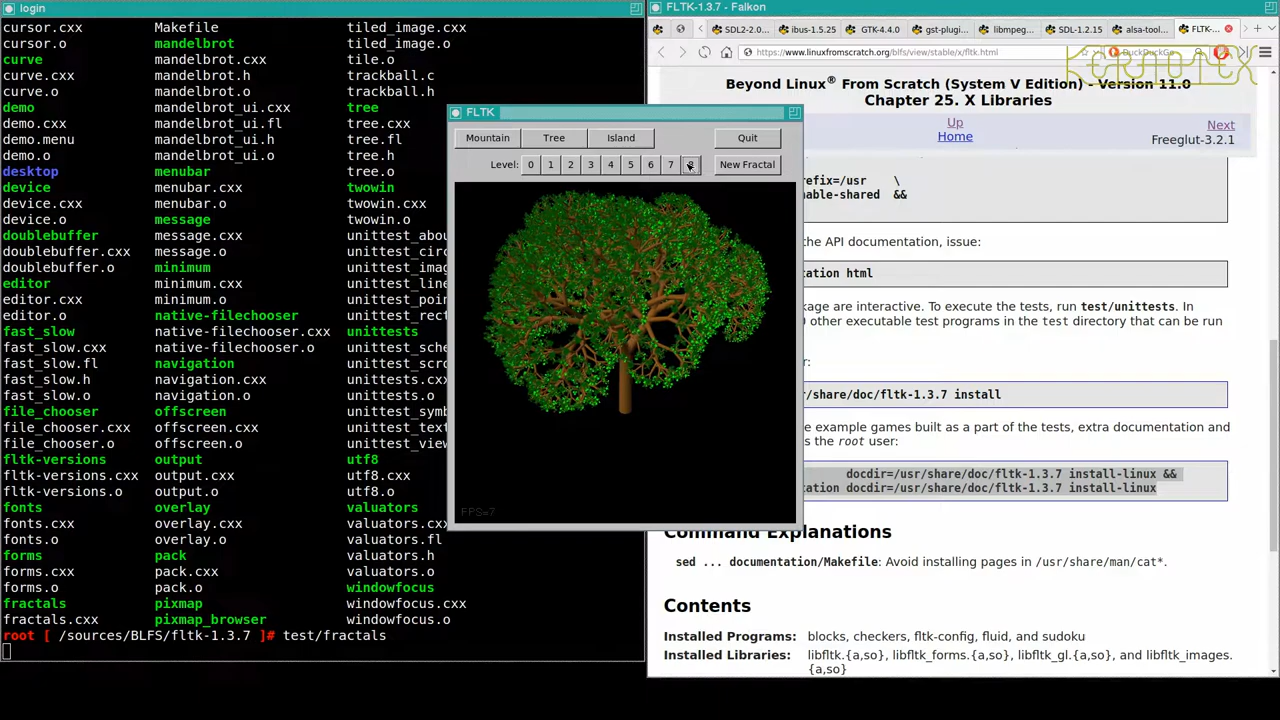 login
cursor.cxx Makefile tiled_image.cxx
cursor.o mandelbrot tiled_image.o
curve mandelbrot.cxx tile.o
curve.cxx mandelbrot.h trackball.c
curve.o mandelbrot.o trackball.h
demo mandelbrot_ui.cxx tree
demo.cxx mandelbrot_ui.fl tree.cxx
demo.menu mandelbrot_ui.h tree.fl
demo.o mandelbrot_ui.o tree.h
desktop menubar tree.o
device menubar.cxx twowin
device.cxx menubar.o twowin.cxx
device.o message twowin.o
doublebuffer message.cxx unittest_abou
doublebuffer.cxx message.o unittest_circ
doublebuffer.o minimum unittest_imag
editor minimum.cxx unittest_line
editor.cxx minimum.o unittest_poin
editor.o native-filechooser unittest_rect
fast_slow native-filechooser.cxx unittests
fast_slow.cxx native-filechooser.o unittest_sche
fast_slow.fl navigation unittest_scro
fast_slow.h navigation.cxx unittests.cxx
fast_slow.o navigation.o unittests.o
file_chooser offscreen unittest_symb
file_chooser.cxx offscreen.cxx unittest_text
file_chooser.o offscreen.o unittest_view
fltk-versions output utf8
fltk-versions.cxx output.cxx utf8.cxx
fltk-versions.o output.o utf8.o
fonts overlay valuators
fonts.cxx overlay.cxx valuators.cxx
fonts.o overlay.o valuators.fl
forms pack valuators.h
forms.cxx pack.cxx valuators.o
forms.o pack.o windowfocus
fractals pixmap windowfocus.cxx
fractals.cxx pixmap_browser windowfocus.o
root [ /sources/BLFS/fltk-1.3.7 ]# test/fractals
FLTK
Mountain Tree Island Quit
Level: 0 1 2 3 4 5 6 7 New Fractal
FPS=7
FLTK-1.3.7 - Falkon
SDL2-2.0... ibus-1.5.25 GTK-4.4.0 gst-plugi... libmpeg... SDL-1.2.15 alsa-tool... FLTK-...
https://www.linuxfromscratch.org/blfs/view/stable/x/fltk.html DuckDuckGo
KERNOTEX
Beyond Linux® From Scratch (System V Edition) - Version 11.0
Chapter 25. X Libraries
Up Next
Home Freeglut-3.2.1
refix=/usr \
nable-shared &&
the API documentation, issue:
tation html
kage are interactive. To execute the tests, run test/unittests. In
0 other executable test programs in the test directory that can be run
r:
r/share/doc/fltk-1.3.7 install
e example games built as a part of the tests, extra documentation and
s the root user:
docdir=/usr/share/doc/fltk-1.3.7 install-linux &&
tation docdir=/usr/share/doc/fltk-1.3.7 install-linux
Command Explanations
sed ... documentation/Makefile: Avoid installing pages in /usr/share/man/cat*.
Contents
Installed Programs: blocks, checkers, fltk-config, fluid, and sudoku
Installed Libraries: libfltk.{a,so}, libfltk_forms.{a,so}, libfltk_gl.{a,so}, and libfltk_images.
{a,so}